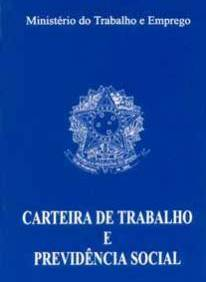 Ministério do Trabalho e Emprego
CARTEIRA DE TRABALHO
E
PREVIDÊNCIA SOCIAL